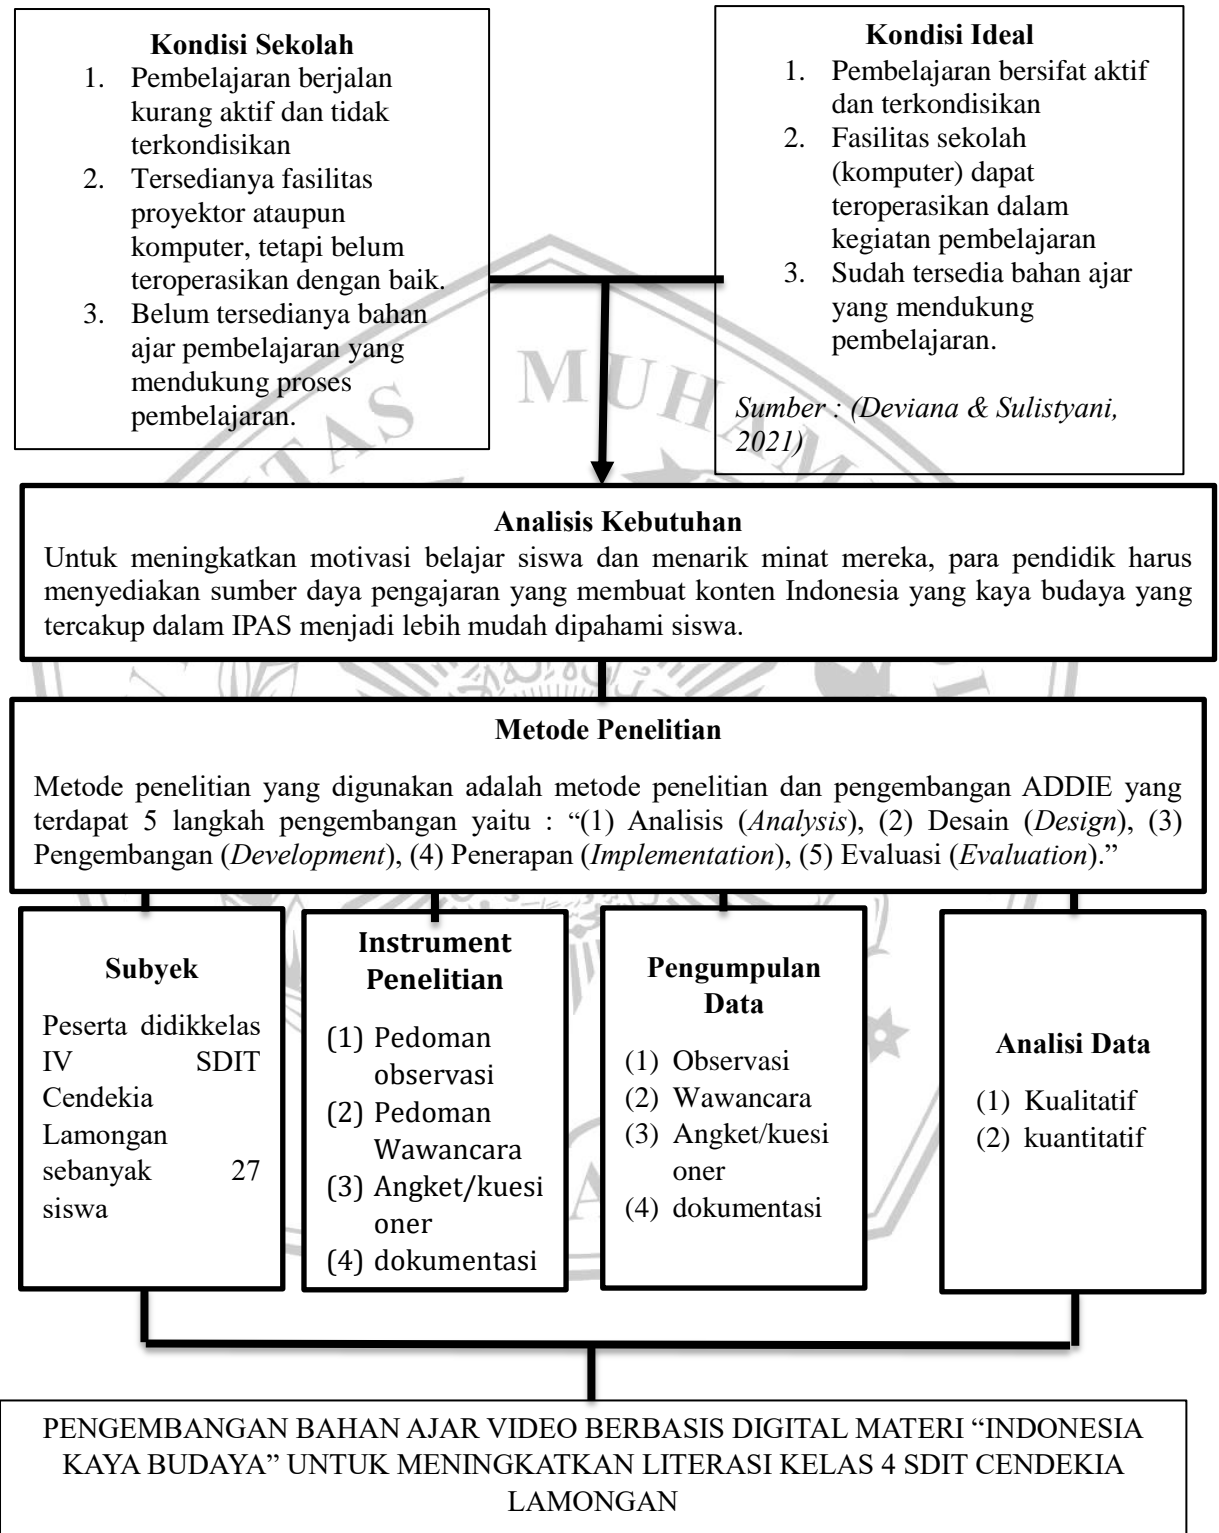 Kondisi Sekolah
1. Pembelajaran berjalan
kurang aktif dan tidak
terkondisikan
2. Tersedianya fasilitas
proyektor ataupun
komputer, tetapi belum
teroperasikan dengan baik.
3. Belum tersedianya bahan
ajar pembelajaran yang
mendukung proses
pembelajaran.
Kondisi Ideal
1. Pembelajaran bersifat aktif
dan terkondisikan
2. Fasilitas sekolah
(komputer) dapat
teroperasikan dalam
kegiatan pembelajaran
3. Sudah tersedia bahan ajar
yang mendukung
pembelajaran.
Sumber : (Deviana & Sulistyani,
2021)
Analisis Kebutuhan
Untuk meningkatkan motivasi belajar siswa dan menarik minat mereka, para pendidik harus
menyediakan sumber daya pengajaran yang membuat konten Indonesia yang kaya budaya yang
tercakup dalam IPAS menjadi lebih mudah dipahami siswa.
Metode Penelitian
Metode penelitian yang digunakan adalah metode penelitian dan pengembangan ADDIE yang
terdapat 5 langkah pengembangan yaitu : “(1) Analisis (Analysis), (2) Desain (Design), (3)
Pengembangan (Development), (4) Penerapan (Implementation), (5) Evaluasi (Evaluation).”
Subyek
Peserta didikkelas
IV SDIT
Cendekia
Lamongan
sebanyak 27
siswa
Instrument
Penelitian
(1) Pedoman
observasi
(2) Pedoman
Wawancara
(3) Angket/kuesi
oner
(4) dokumentasi
Pengumpulan
Data
(1) Observasi
(2) Wawancara
(3) Angket/kuesi
oner
(4) dokumentasi
Analisi Data
(1) Kualitatif
(2) kuantitatif
PENGEMBANGAN BAHAN AJAR VIDEO BERBASIS DIGITAL MATERI “INDONESIA
KAYA BUDAYA” UNTUK MENINGKATKAN LITERASI KELAS 4 SDIT CENDEKIA
LAMONGAN